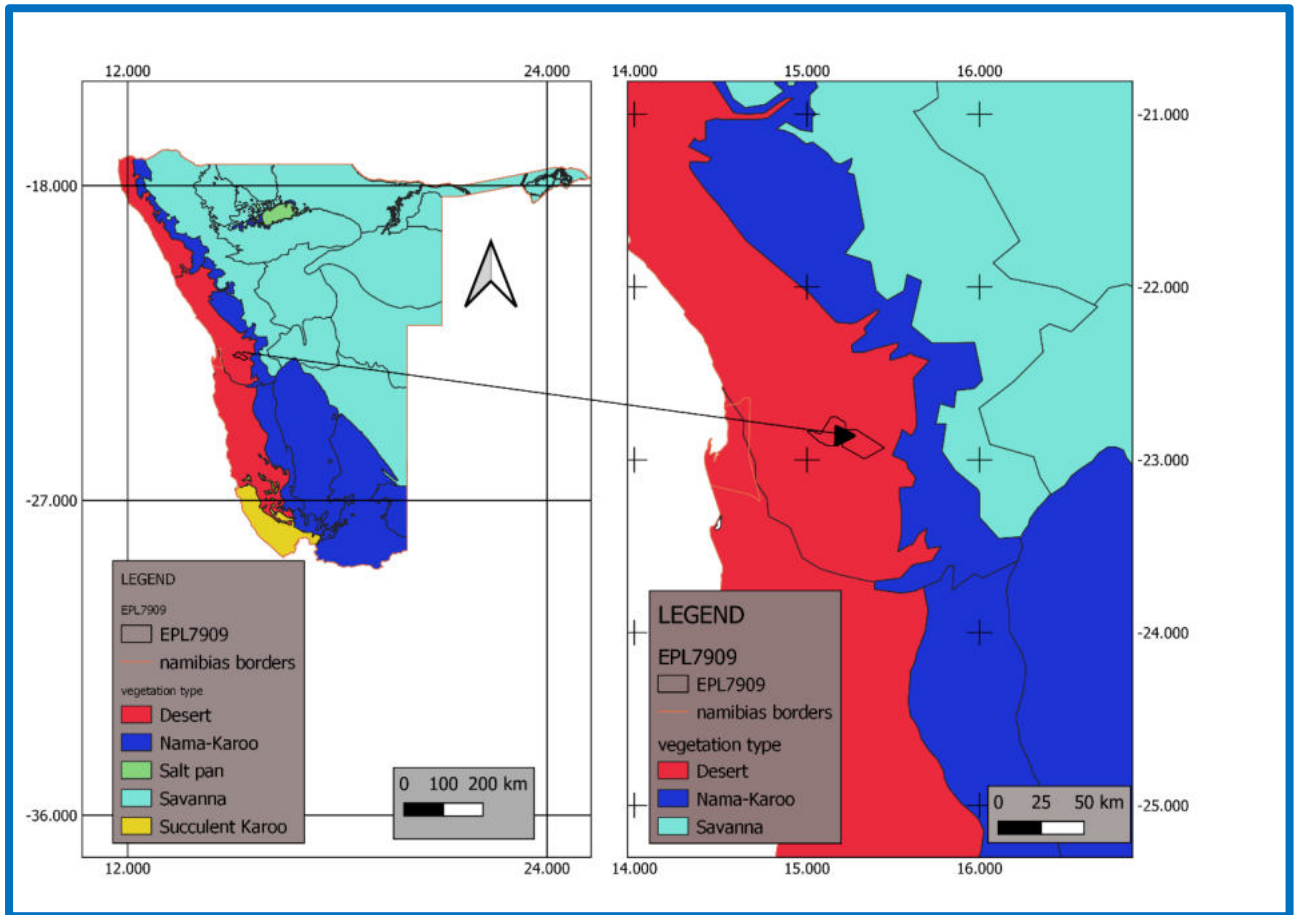 12.000 24.000
-18.000
-27.000
-36.000
LEGEND
EPL7909
EPL7909
namibias borders
vegetation type
Desert
Nama-Karoo
Salt pan
Savanna
Succulent Karoo
0 100 200 km
12.000 24.000
14.000 15.000 16.000
-21.000
-22.000
-23.000
-24.000
-25.000
LEGEND
EPL7909
EPL7909
namibias borders
vegetation type
Desert
Nama-Karoo
Savanna
0 25 50 km
14.000 15.000 16.000